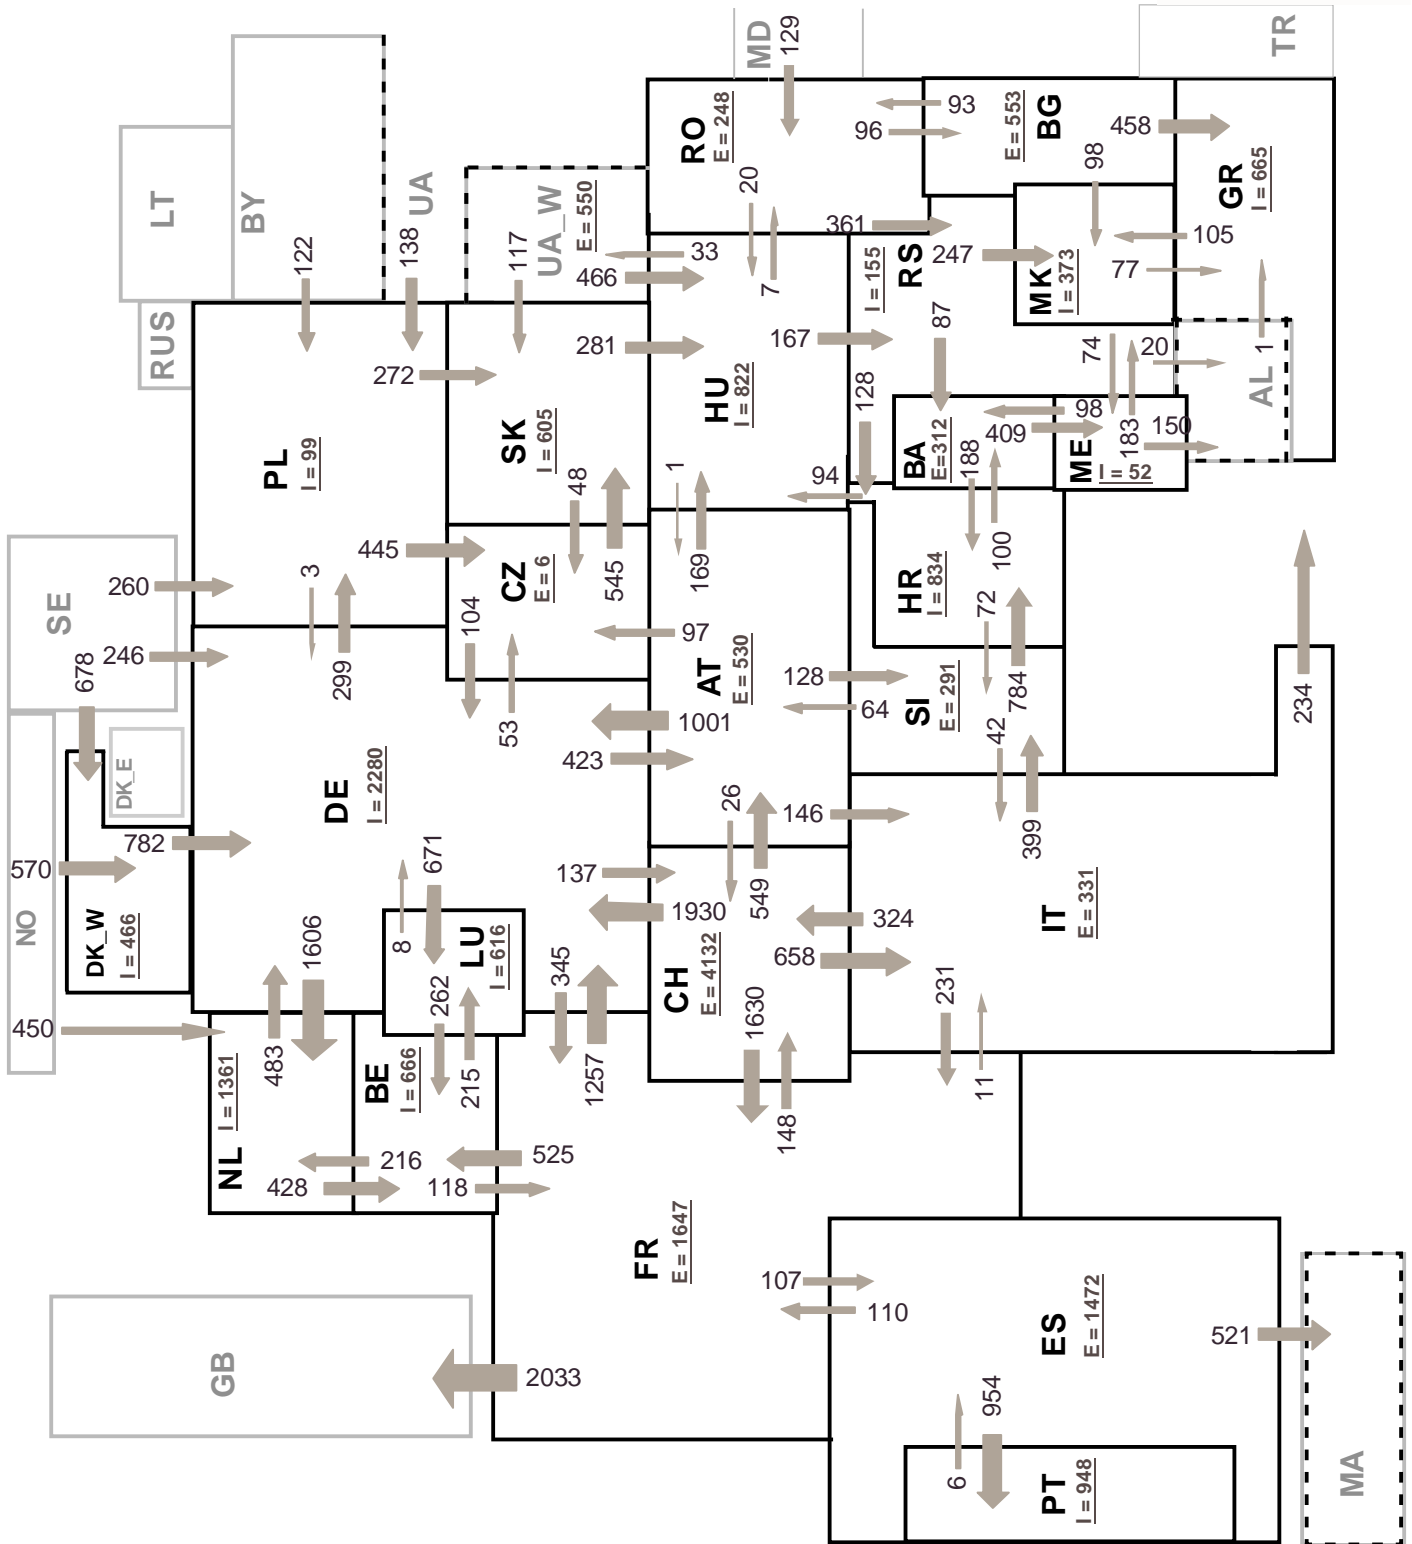 MD
129
TR
RO
E = 248
93
96
E = 553
BG
458
98
GR
I = 665
LT
BY
UA
UA_W
E = 550
20
361
105
122
138
117
33
466
7
I = 155
RS
247
MK
I = 373
77
RUS
281
167
87
74
20
1
AL
272
HU
I = 822
128
98
409
183
150
PL
I = 99
SK
I = 605
48
1
94
BA
E=312
188
ME
I = 52
445
CZ
E = 6
545
169
100
SE
260
3
104
HR
I = 834
72
246
678
299
53
97
AT
E = 530
128
64
SI
E = 291
784
234
1001
423
42
DK_E
DE
I = 2280
26
146
399
782
NO
570
DK_W
I = 466
671
137
549
1930
324
IT
E = 331
8
LU
I = 616
658
1606
262
345
CH
E = 4132
231
450
1630
NL
I = 1361
483
BE
I = 666
215
1257
148
11
216
428
525
118
FR
E = 1647
107
110
GB
ES
E = 1472
521
2033
954
6
PT
I = 948
MA